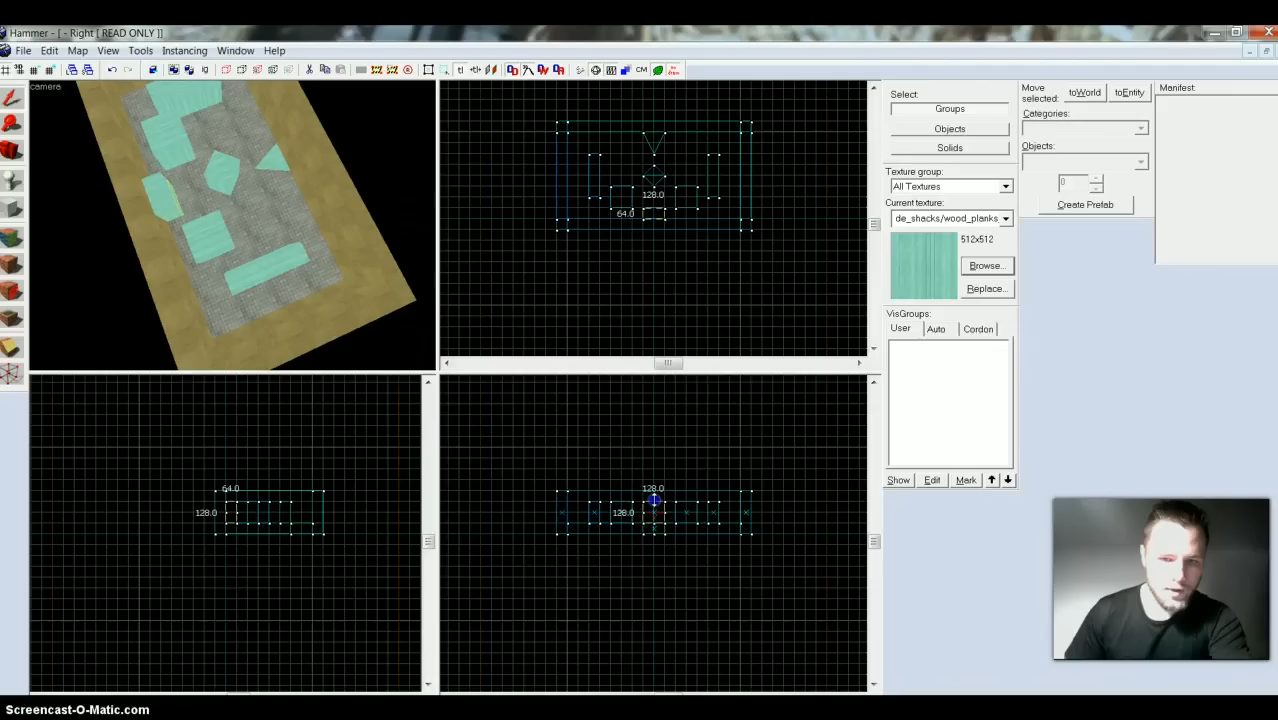 Hammer - [ - Right [ READ ONLY ]]
File Edit Map View Tools Instancing Window Help
CM
camera
128.0
64.0
64.0
128.0
128.0
128.0
Select:
Groups
Objects
Solids
Texture group:
All Textures
Current texture:
de_shacks/wood_planks
512x512
Browse...
Replace...
VisGroups:
User Auto Cordon
Show Edit Mark
Move selected:
toWorld toEntity
Categories:
Objects:
0
Create Prefab
Manifest
Screencast-O-Matic.com